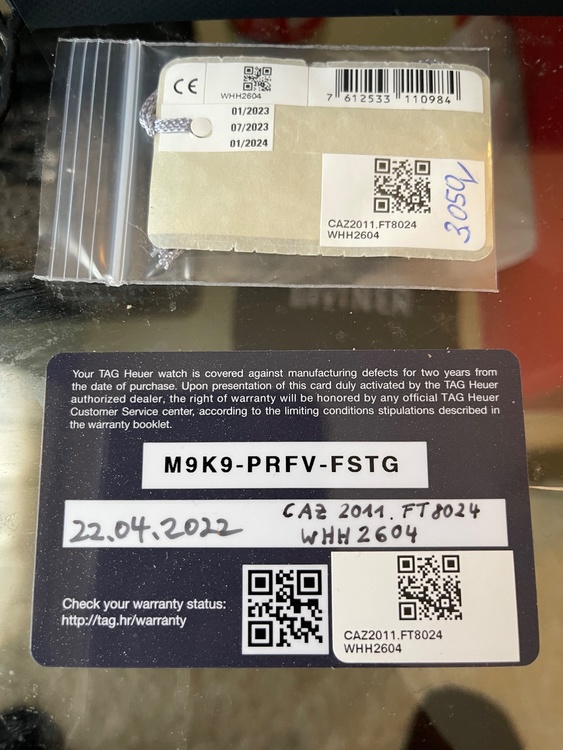 CE
WHH2604
7 612533 110984
01/2023
07/2023
01/2024
CAZ2011.FT8024
WHH2604
3050,-
Your TAG Heuer watch is covered against manufacturing defects for two years from
the date of purchase. Upon presentation of this card duly activated by the TAG Heuer
authorized dealer, the right of warranty will be honored by any official TAG Heuer
Customer Service center, according to the limiting conditions stipulations described in
the warranty booklet.
M9K9-PRFV-FSTG
22.04.2022
CAZ 2011.FT8024
WHH2604
Check your warranty status:
http://tag.hr/warranty
CAZ2011.FT8024
WHH2604